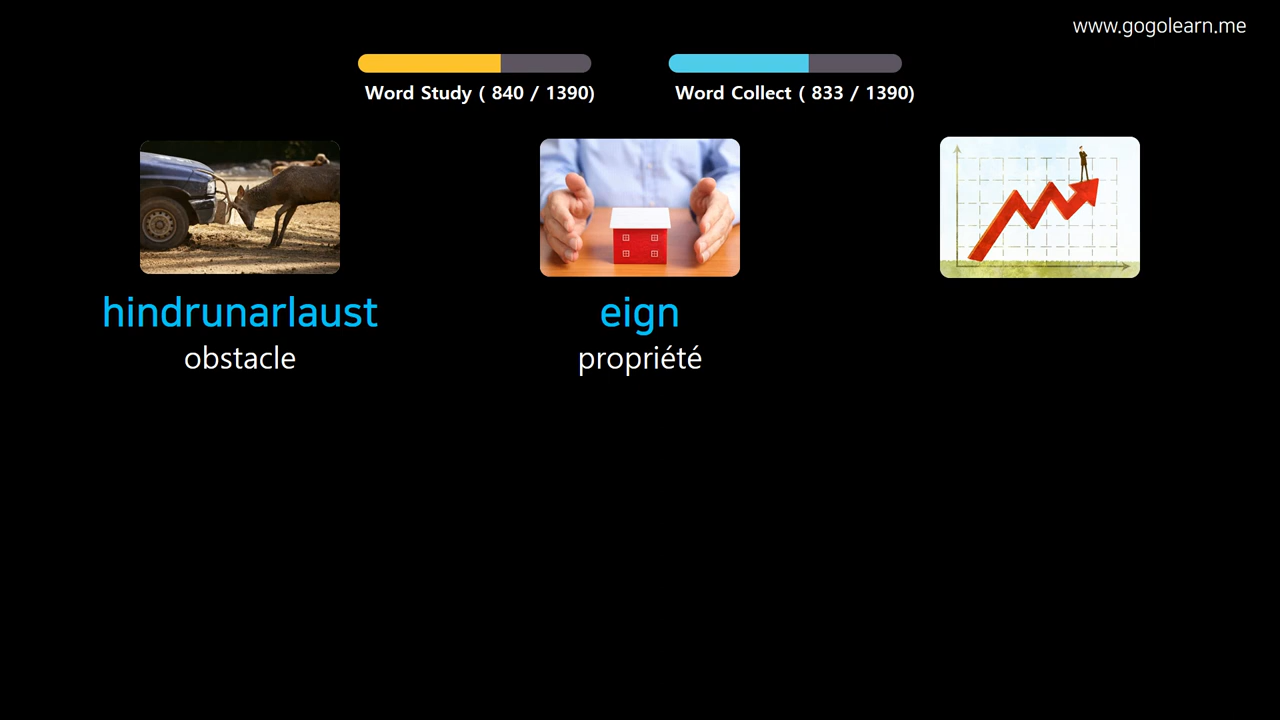 www.gogolearn.me
Word Study ( 840 / 1390)
Word Collect ( 833 / 1390)
hindrunarlaust
obstacle
eign
propriété